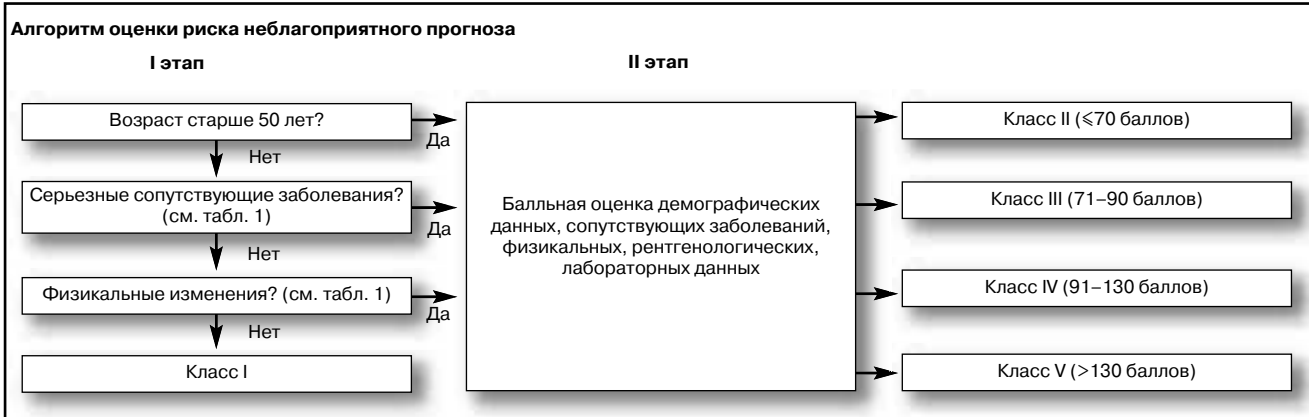 Алгоритм оценки риска неблагоприятного прогноза
I этап
Возраст старше 50 лет?
Да
Нет
Серьезные сопутствующие заболевания?
(см. табл. 1)
Да
Нет
Физикальные изменения? (см. табл. 1)
Да
Нет
Класс I
II этап
Балльная оценка демографических
данных, сопутствующих заболеваний,
физикальных, рентгенологических,
лабораторных данных
Класс II (⩽70 баллов)
Класс III (71–90 баллов)
Класс IV (91–130 баллов)
Класс V (>130 баллов)